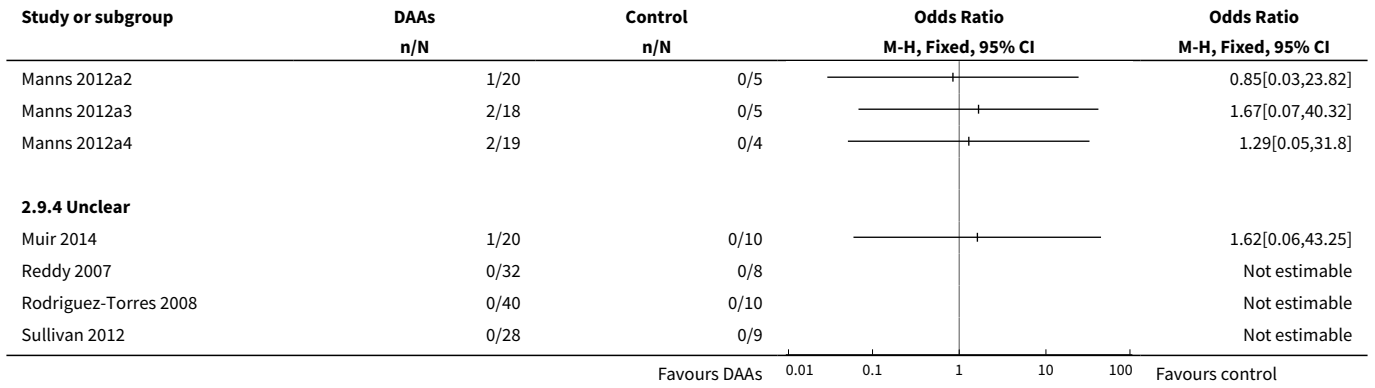 Study or subgroup DAAs Control Odds Ratio Odds Ratio
n/N n/N M-H, Fixed, 95% CI M-H, Fixed, 95% CI
Manns 2012a2 1/20 0/5 0.85[0.03,23.82]
Manns 2012a3 2/18 0/5 1.67[0.07,40.32]
Manns 2012a4 2/19 0/4 1.29[0.05,31.8]
2.9.4 Unclear
Muir 2014 1/20 0/10 1.62[0.06,43.25]
Reddy 2007 0/32 0/8 Not estimable
Rodriguez-Torres 2008 0/40 0/10 Not estimable
Sullivan 2012 0/28 0/9 Not estimable
Favours DAAs 0.01 0.1 1 10 100 Favours control